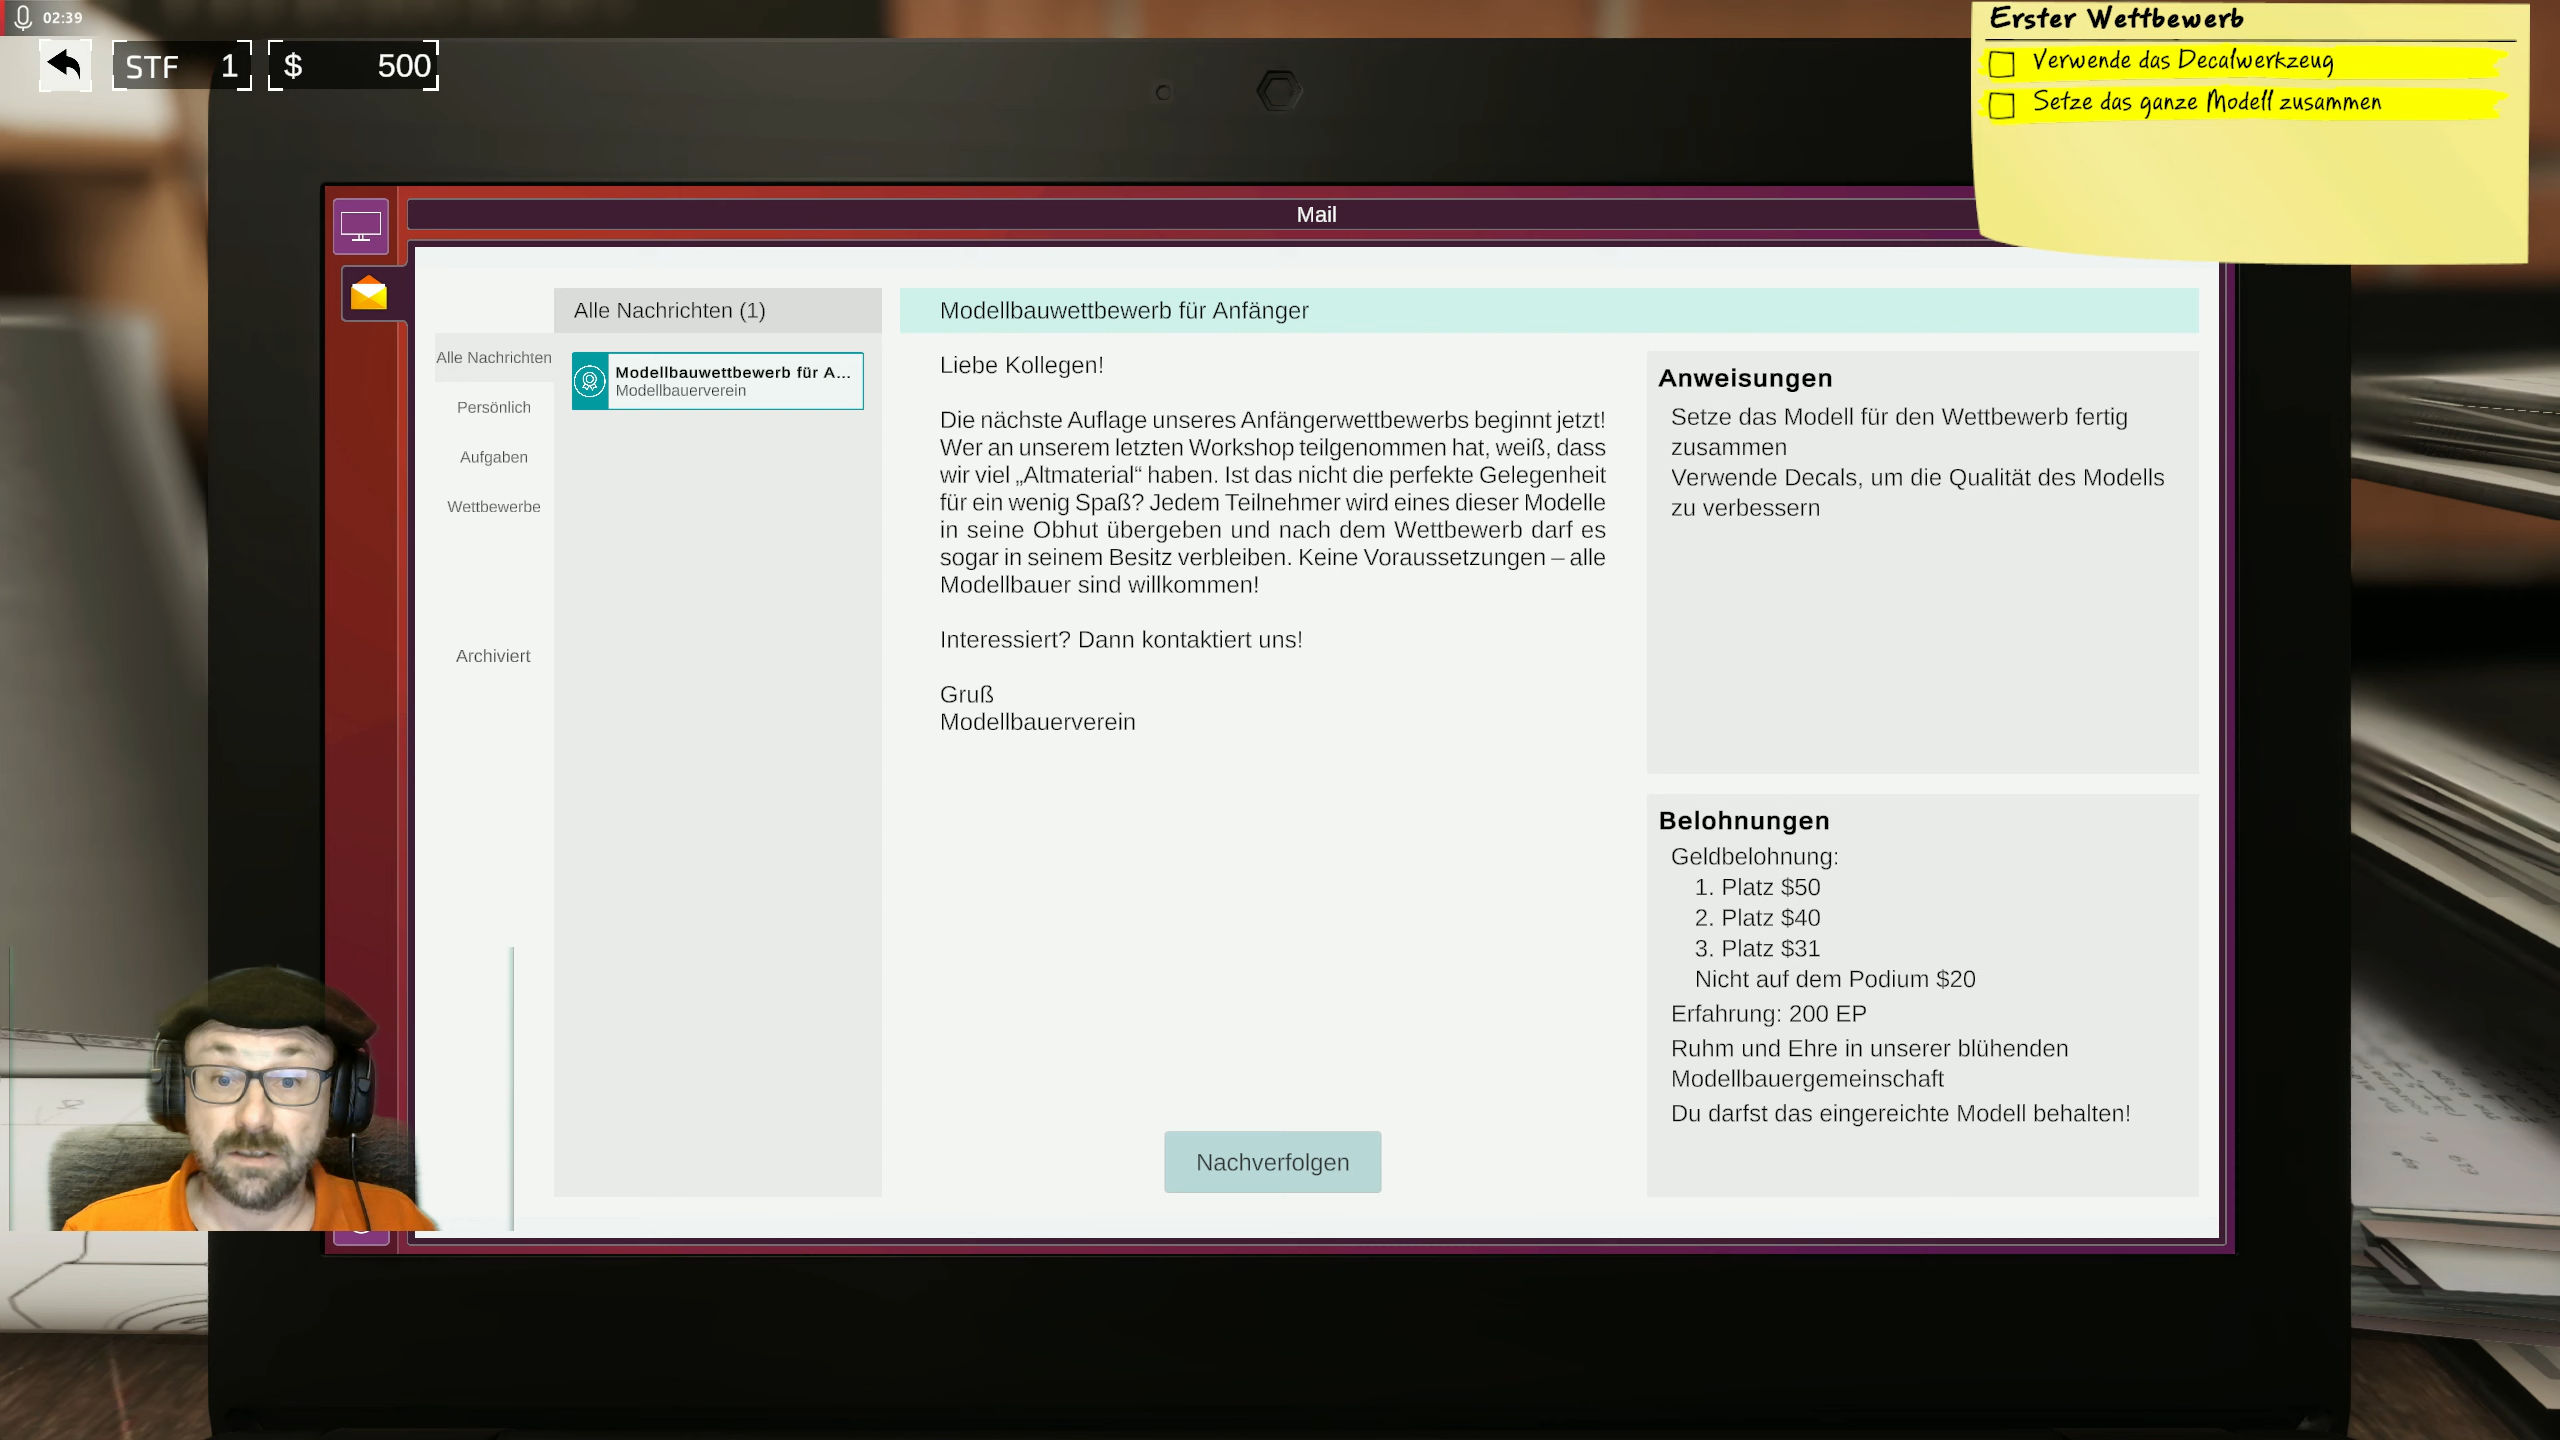 02:39
STF 1 $ 500
Erster Wettbewerb
Verwende das Decalwerkzeug
Setze das ganze Modell zusammen
Mail
Alle Nachrichten
Persönlich
Aufgaben
Wettbewerbe
Archiviert
Alle Nachrichten (1)
Modellbauwettbewerb für A...
Modellbauerverein
Modellbauwettbewerb für Anfänger
Liebe Kollegen!
Die nächste Auflage unseres Anfängerwettbewerbs beginnt jetzt!
Wer an unserem letzten Workshop teilgenommen hat, weiß, dass
wir viel „Altmaterial“ haben. Ist das nicht die perfekte Gelegenheit
für ein wenig Spaß? Jedem Teilnehmer wird eines dieser Modelle
in seine Obhut übergeben und nach dem Wettbewerb darf es
sogar in seinem Besitz verbleiben. Keine Voraussetzungen – alle
Modellbauer sind willkommen!
Interessiert? Dann kontaktiert uns!
Gruß
Modellbauerverein
Nachverfolgen
Anweisungen
Setze das Modell für den Wettbewerb fertig
zusammen
Verwende Decals, um die Qualität des Modells
zu verbessern
Belohnungen
Geldbelohnung:
1. Platz $50
2. Platz $40
3. Platz $31
Nicht auf dem Podium $20
Erfahrung: 200 EP
Ruhm und Ehre in unserer blühenden
Modellbauergemeinschaft
Du darfst das eingereichte Modell behalten!